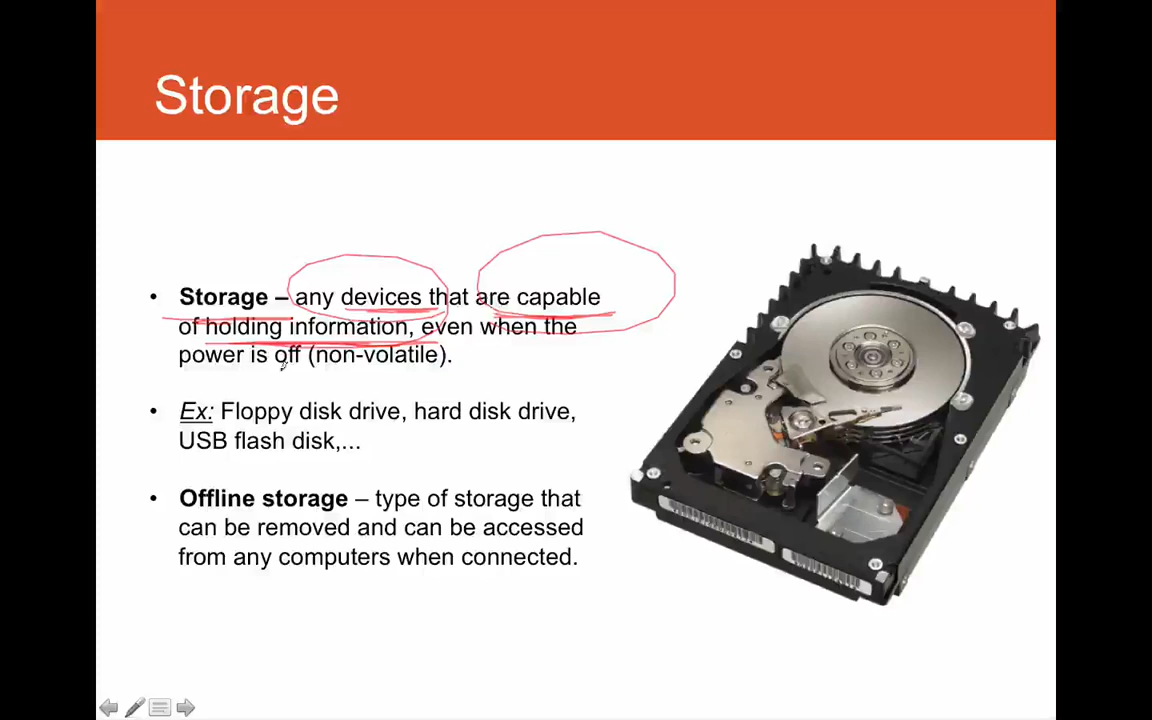 Storage
• Storage – any devices that are capable
of holding information, even when the
power is off (non-volatile).
• Ex: Floppy disk drive, hard disk drive,
USB flash disk,...
• Offline storage – type of storage that
can be removed and can be accessed
from any computers when connected.